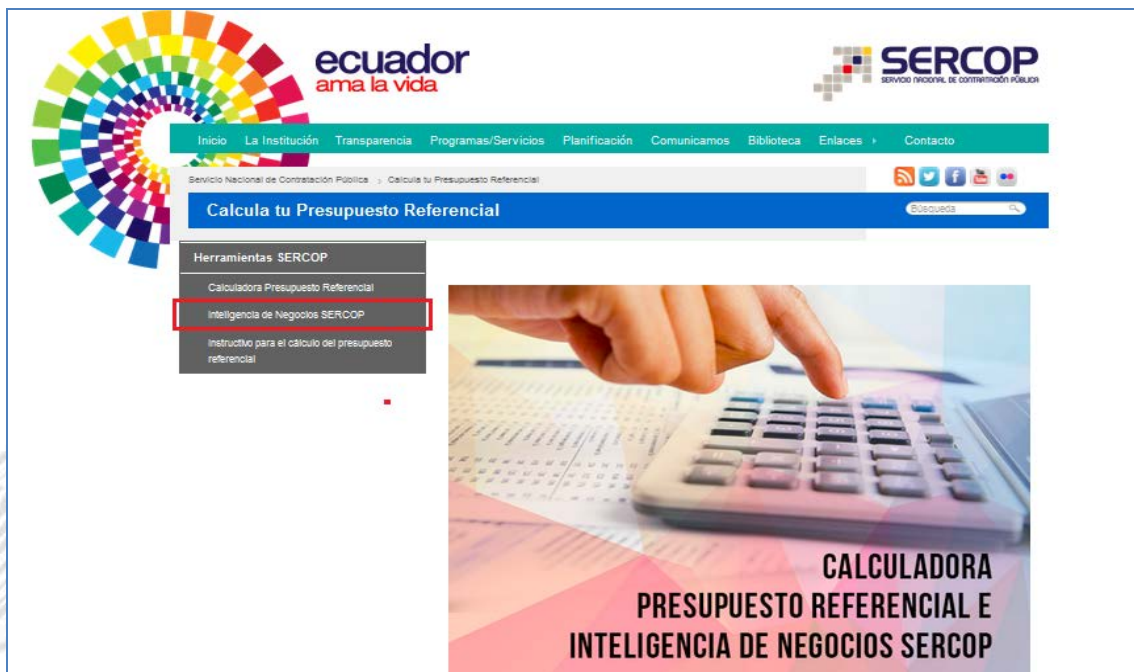 ecuador
ama la vida
SERCOP
SERVICIO NACIONAL DE CONTRATACIÓN PÚBLICA
Inicio La Institución Transparencia Programas/Servicios Planificación Comunicamos Biblioteca Enlaces Contacto
Servicio Nacional de Contratación Pública > Calcula tu Presupuesto Referencial
Calcula tu Presupuesto Referencial
Búsqueda
Herramientas SERCOP
Calculadora Presupuesto Referencial
Inteligencia de Negocios SERCOP
Instructivo para el cálculo del presupuesto
referencial
CALCULADORA
PRESUPUESTO REFERENCIAL E
INTELIGENCIA DE NEGOCIOS SERCOP